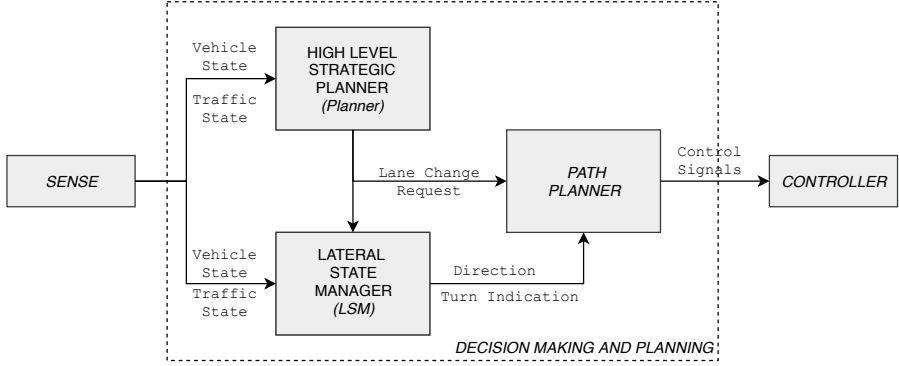 Vehicle
State
Traffic
State
HIGH LEVEL
STRATEGIC
PLANNER
(Planner)
SENSE
Lane Change
Request
PATH
PLANNER
Control
Signals
CONTROLLER
Vehicle
State
Traffic
State
LATERAL
STATE
MANAGER
(LSM)
Direction
Turn Indication
DECISION MAKING AND PLANNING